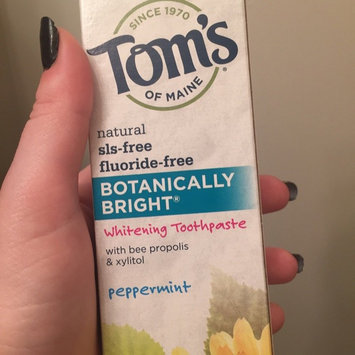 SINCE 1970
Tom's
OF MAINE
natural
sls-free
fluoride-free
BOTANICALLY
BRIGHT®
Whitening Toothpaste
with bee propolis
& xylitol
peppermint